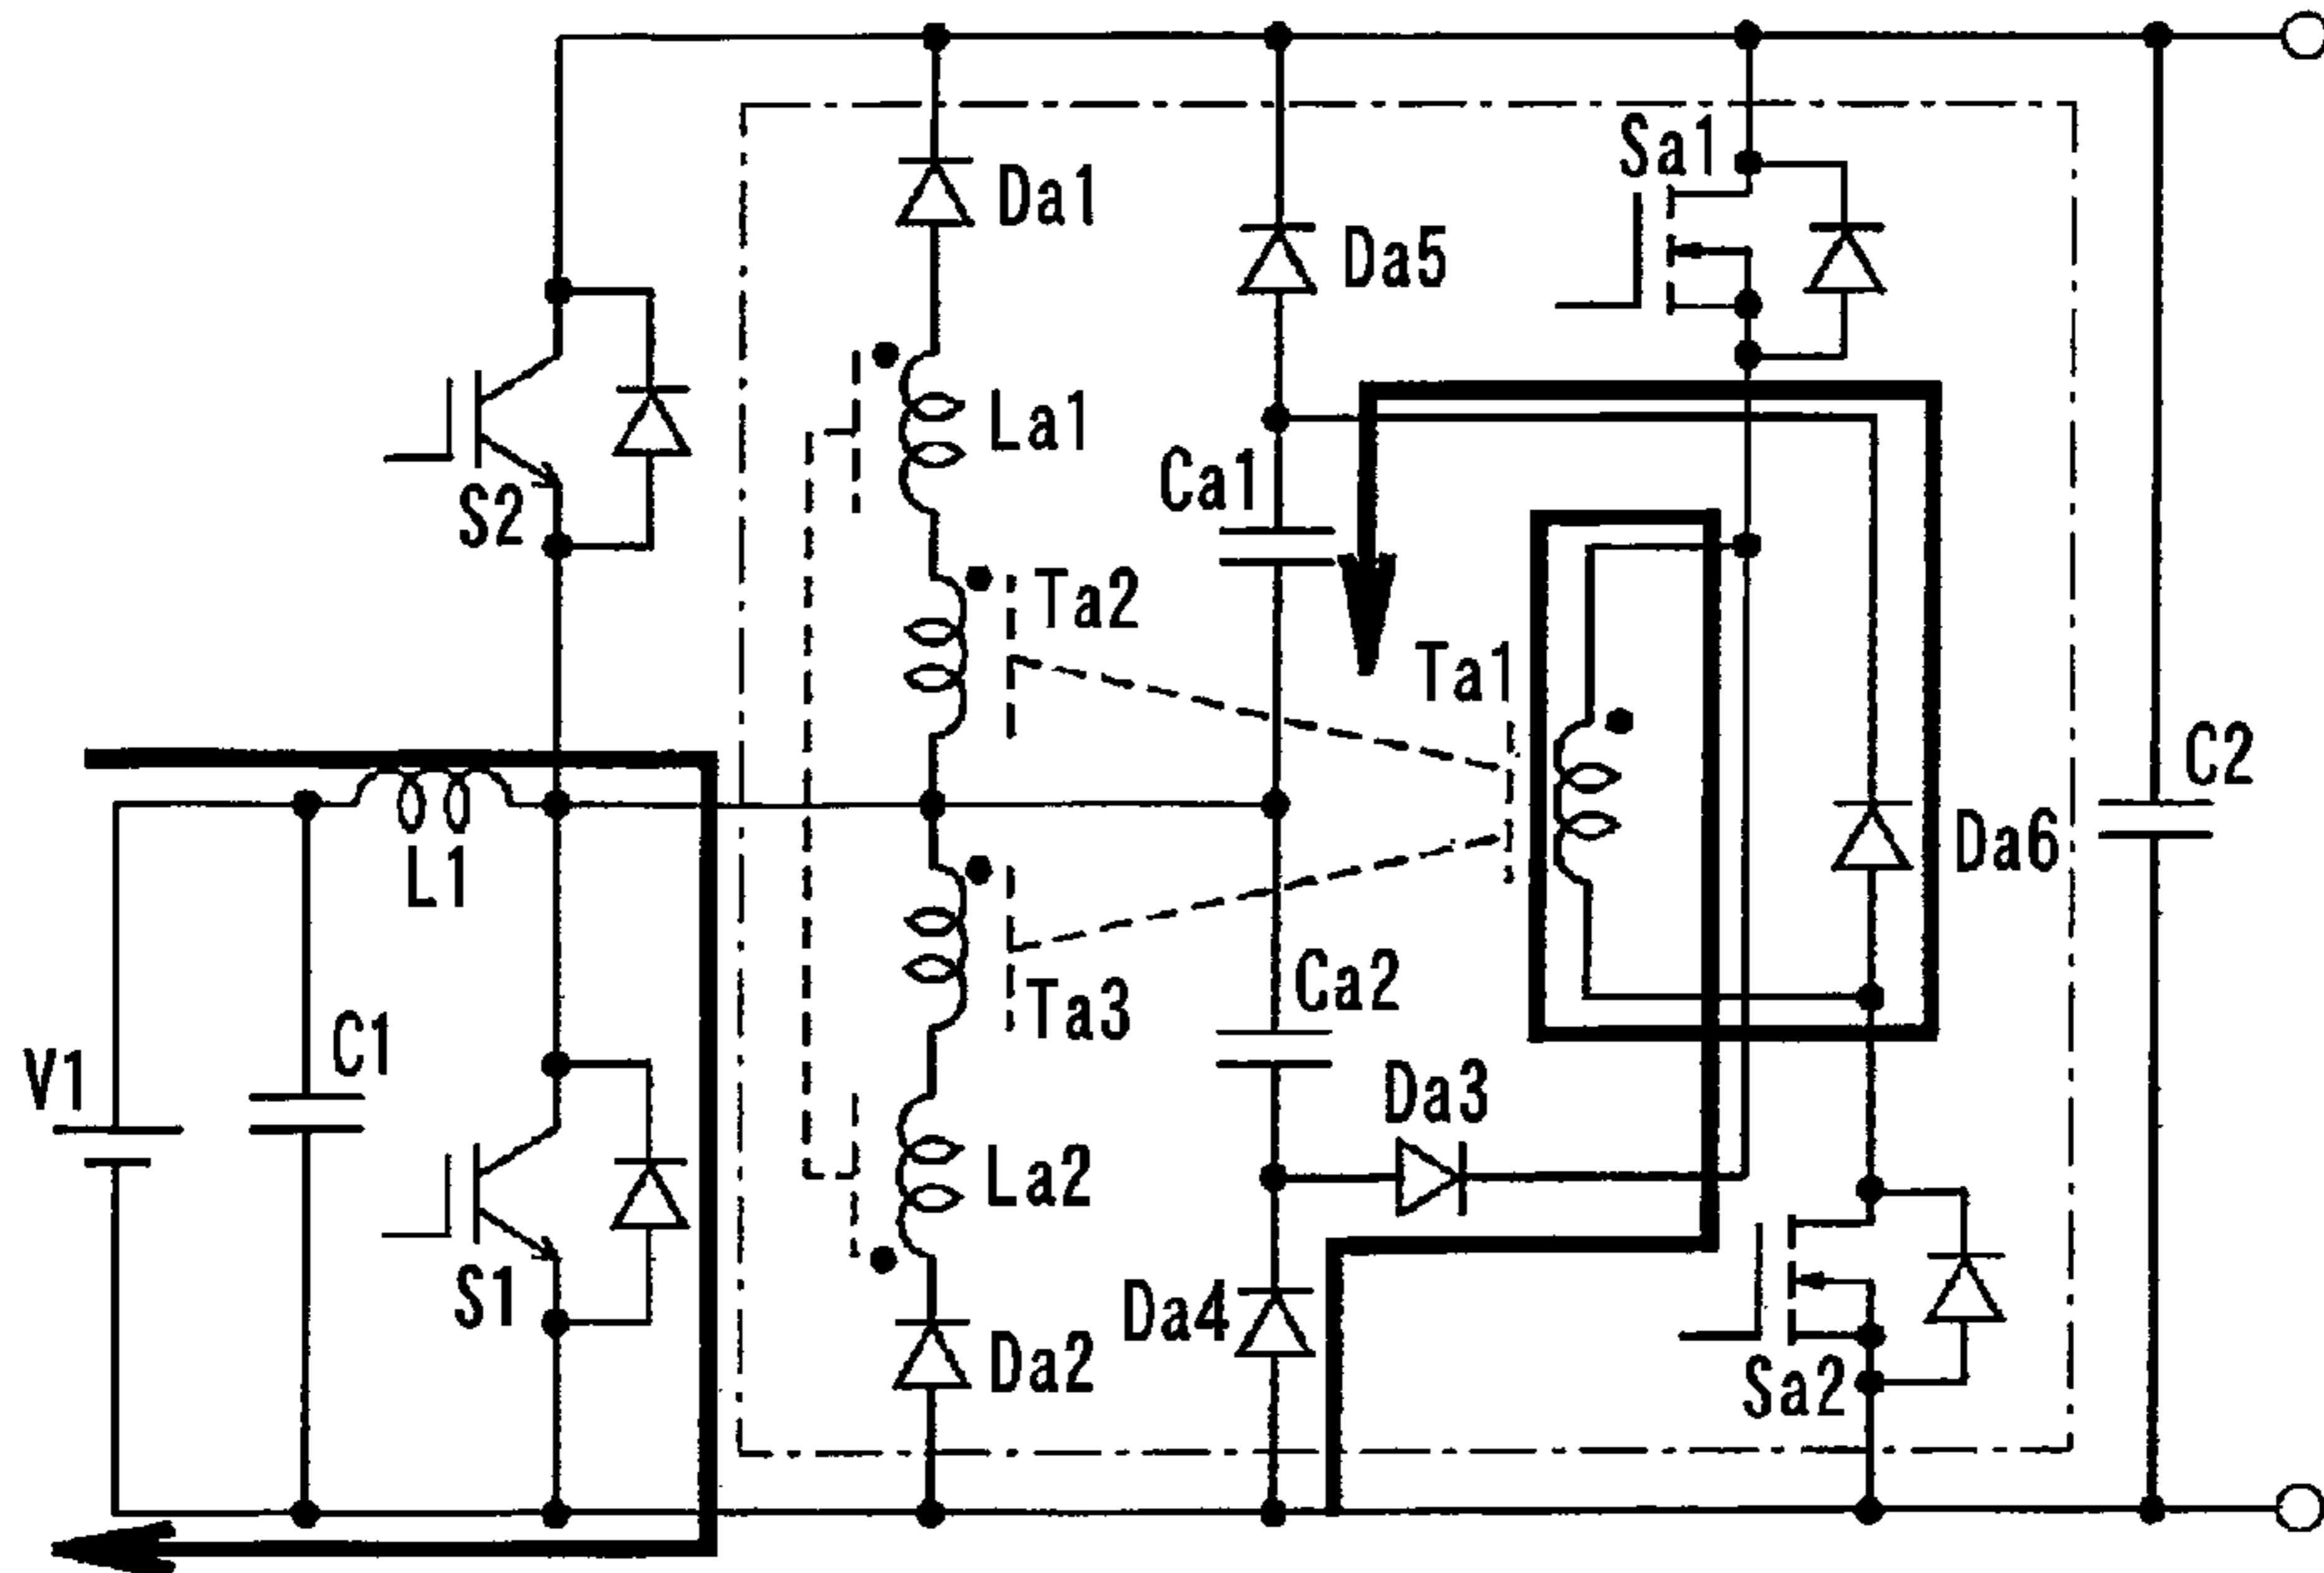 Sa1
Da1
Da5
La1
Ca1
S2
Ta2
Ta1
C2
Da6
L1
Ca2
Ta3
C1
V1
Da3
La2
S1
Da4
Da2
Sa2